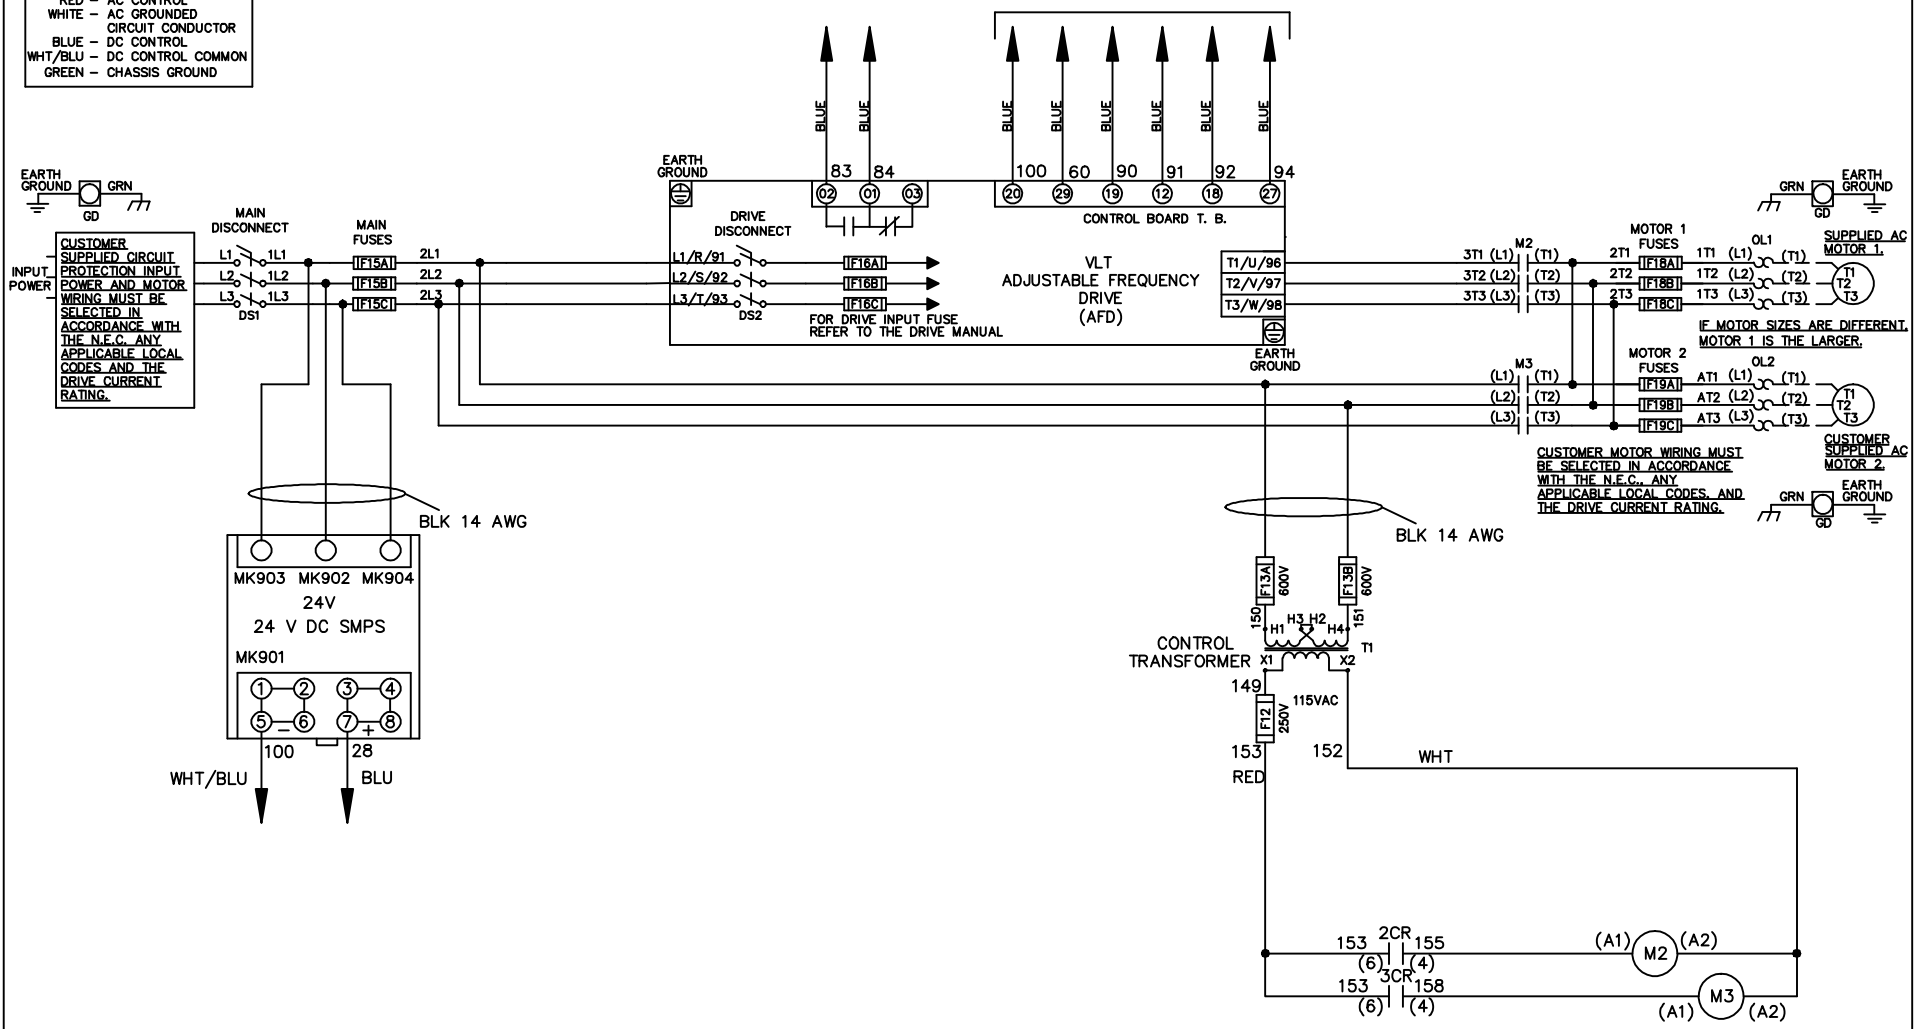 RED – AC CONTROL
WHITE – AC GROUNDED
CIRCUIT CONDUCTOR
BLUE – DC CONTROL
WHT/BLU – DC CONTROL COMMON
GREEN – CHASSIS GROUND
BLUE
BLUE
BLUE
BLUE
BLUE
BLUE
BLUE
BLUE
EARTH
GROUND
GRN
GD
EARTH
GROUND
83
84
100
60
90
91
92
94
02
01
03
20
29
19
12
18
27
CONTROL BOARD T. B.
GRN
EARTH
GROUND
GD
INPUT
POWER
CUSTOMER
SUPPLIED CIRCUIT
PROTECTION INPUT
POWER AND MOTOR
WIRING MUST BE
SELECTED IN
ACCORDANCE WITH
THE N.E.C. ANY
APPLICABLE LOCAL
CODES AND THE
DRIVE CURRENT
RATING.
MAIN
DISCONNECT
L1 1L1
L2 1L2
L3 1L3
DS1
MAIN
FUSES
F15A
F15B
F15C
2L1
2L2
2L3
L1/R/91
L2/S/92
L3/T/93
DRIVE
DISCONNECT
DS2
F16A
F16B
F16C
FOR DRIVE INPUT FUSE
REFER TO THE DRIVE MANUAL
VLT
ADJUSTABLE FREQUENCY
DRIVE
(AFD)
T1/U/96
T2/V/97
T3/W/98
EARTH
GROUND
M2
3T1 (L1) (T1)
3T2 (L2) (T2)
3T3 (L3) (T3)
2T1
2T2
2T3
MOTOR 1
FUSES
F18A
F18B
F18C
OL1
1T1 (L1) (T1)
1T2 (L2) (T2)
1T3 (L3) (T3)
T1
T2
T3
SUPPLIED AC
MOTOR 1.
IF MOTOR SIZES ARE DIFFERENT,
MOTOR 1 IS THE LARGER.
M3
(L1) (T1)
(L2) (T2)
(L3) (T3)
MOTOR 2
FUSES
F19A
F19B
F19C
OL2
AT1 (L1) (T1)
AT2 (L2) (T2)
AT3 (L3) (T3)
T1
T2
T3
CUSTOMER
SUPPLIED AC
MOTOR 2.
CUSTOMER MOTOR WIRING MUST
BE SELECTED IN ACCORDANCE
WITH THE N.E.C., ANY
APPLICABLE LOCAL CODES, AND
THE DRIVE CURRENT RATING.
GRN
EARTH
GROUND
GD
BLK 14 AWG
BLK 14 AWG
MK903 MK902 MK904
24V
24 V DC SMPS
MK901
1 2 3 4
5 6 7 8
– +
100
28
WHT/BLU
BLU
F13A
600V
F13B
600V
150
151
H1 H3 H2 H4
T1
CONTROL
TRANSFORMER
X1 X2
149
115VAC
F12
250V
153
RED
152
WHT
2CR
153 155
(6) (4)
(A1) M2 (A2)
3CR
153 158
(6) (4)
(A1) M3 (A2)